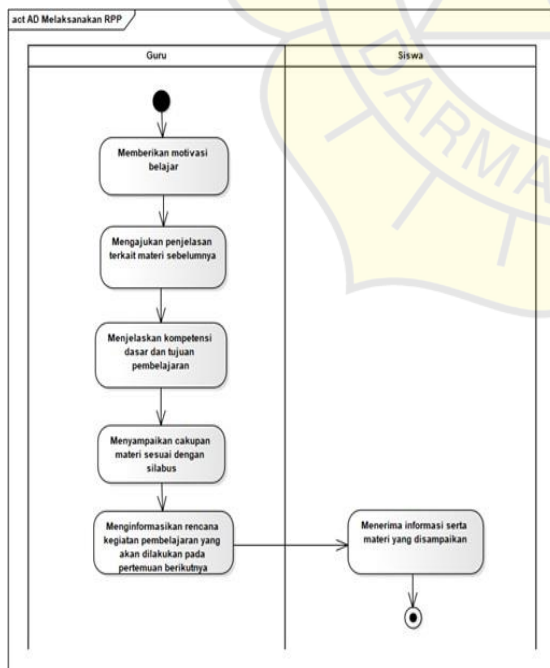 act AD Melaksanakan RPP
Guru
Siswa
Memberikan motivasi
belajar
Mengajukan penjelasan
terkait materi sebelumnya
Menjelaskan kompetensi
dasar dan tujuan
pembelajaran
Menyampaikan cakupan
materi sesuai dengan
silabus
Menginformasikan rencana
kegiatan pembelajaran yang
akan dilakukan pada
pertemuan berikutnya
Menerima informasi serta
materi yang disampaikan
DARMA